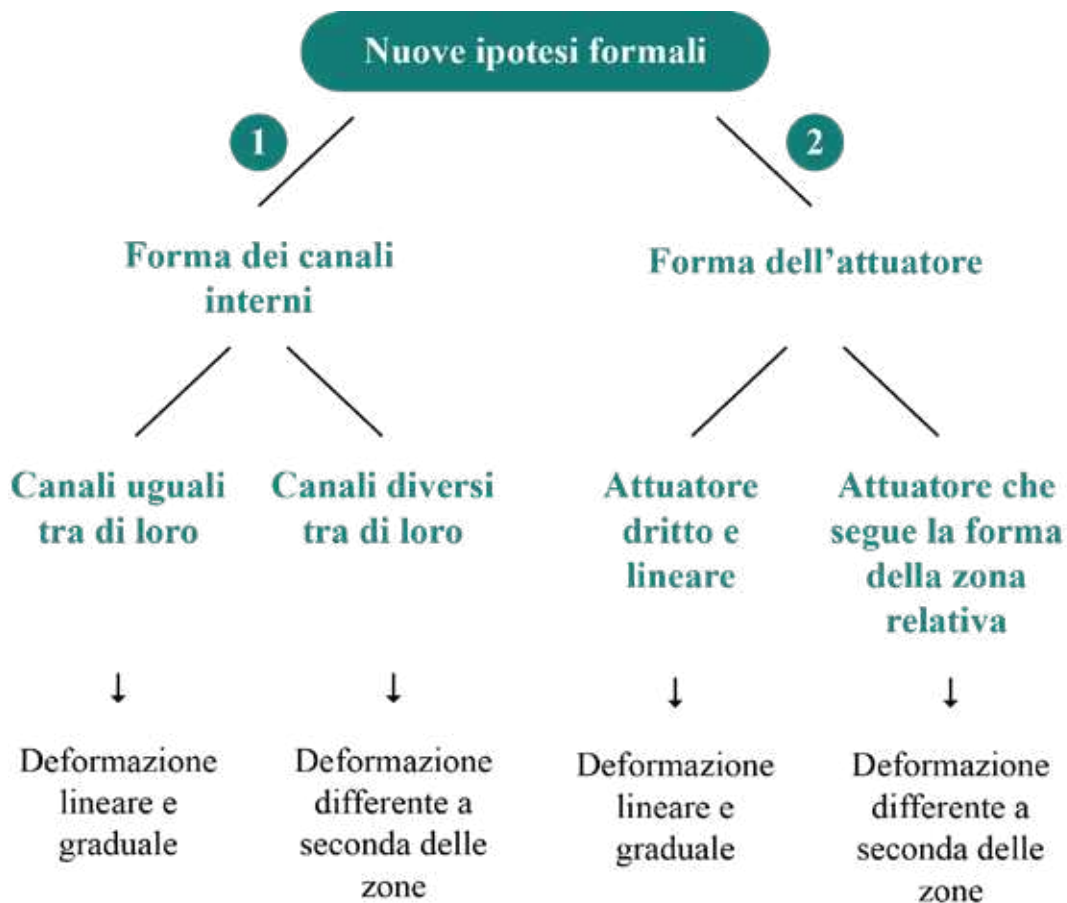 Nuove ipotesi formali
1
2
Forma dei canali
interni
Forma dell'attuatore
Canali uguali
tra di loro
Canali diversi
tra di loro
Attuatore
dritto e
lineare
Attuatore che
segue la forma
della zona
relativa
↓
↓
↓
↓
Deformazione
lineare e
graduale
Deformazione
differente a
seconda delle
zone
Deformazione
lineare e
graduale
Deformazione
differente a
seconda delle
zone